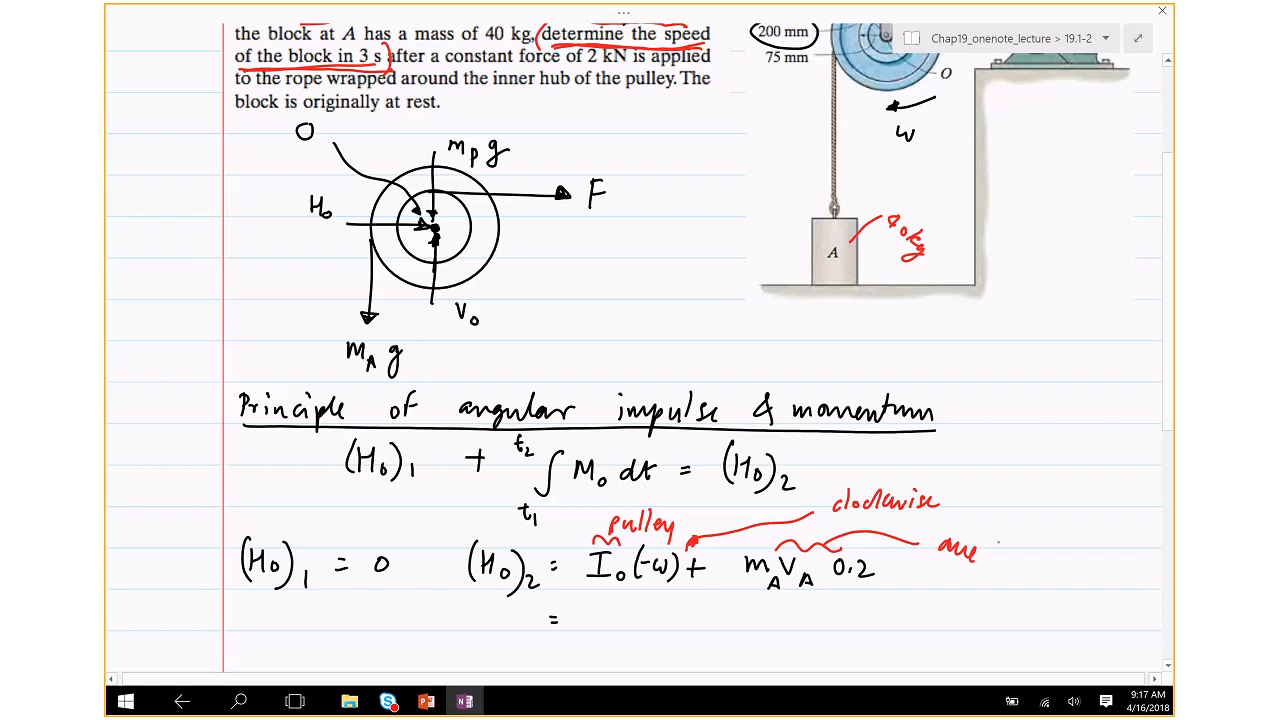 the block at A has a mass of 40 kg, determine the speed
of the block in 3 s after a constant force of 2 kN is applied
to the rope wrapped around the inner hub of the pulley. The
block is originally at rest.
200 mm
Chap19_onenote_lecture > 19.1-2
75 mm
O
ω
40kg
A
O
mₚ g
F
H₀
V₀
m_A g
Principle of angular impulse & momentum
(H₀)₁ + ∫ t₁ t₂ M₀ dt = (H₀)₂
pulley
clockwise
(H₀)₁ = 0 (H₀)₂ = I₀(-ω) + m_A V_A 0.2
=
9:17 AM
4/16/2018